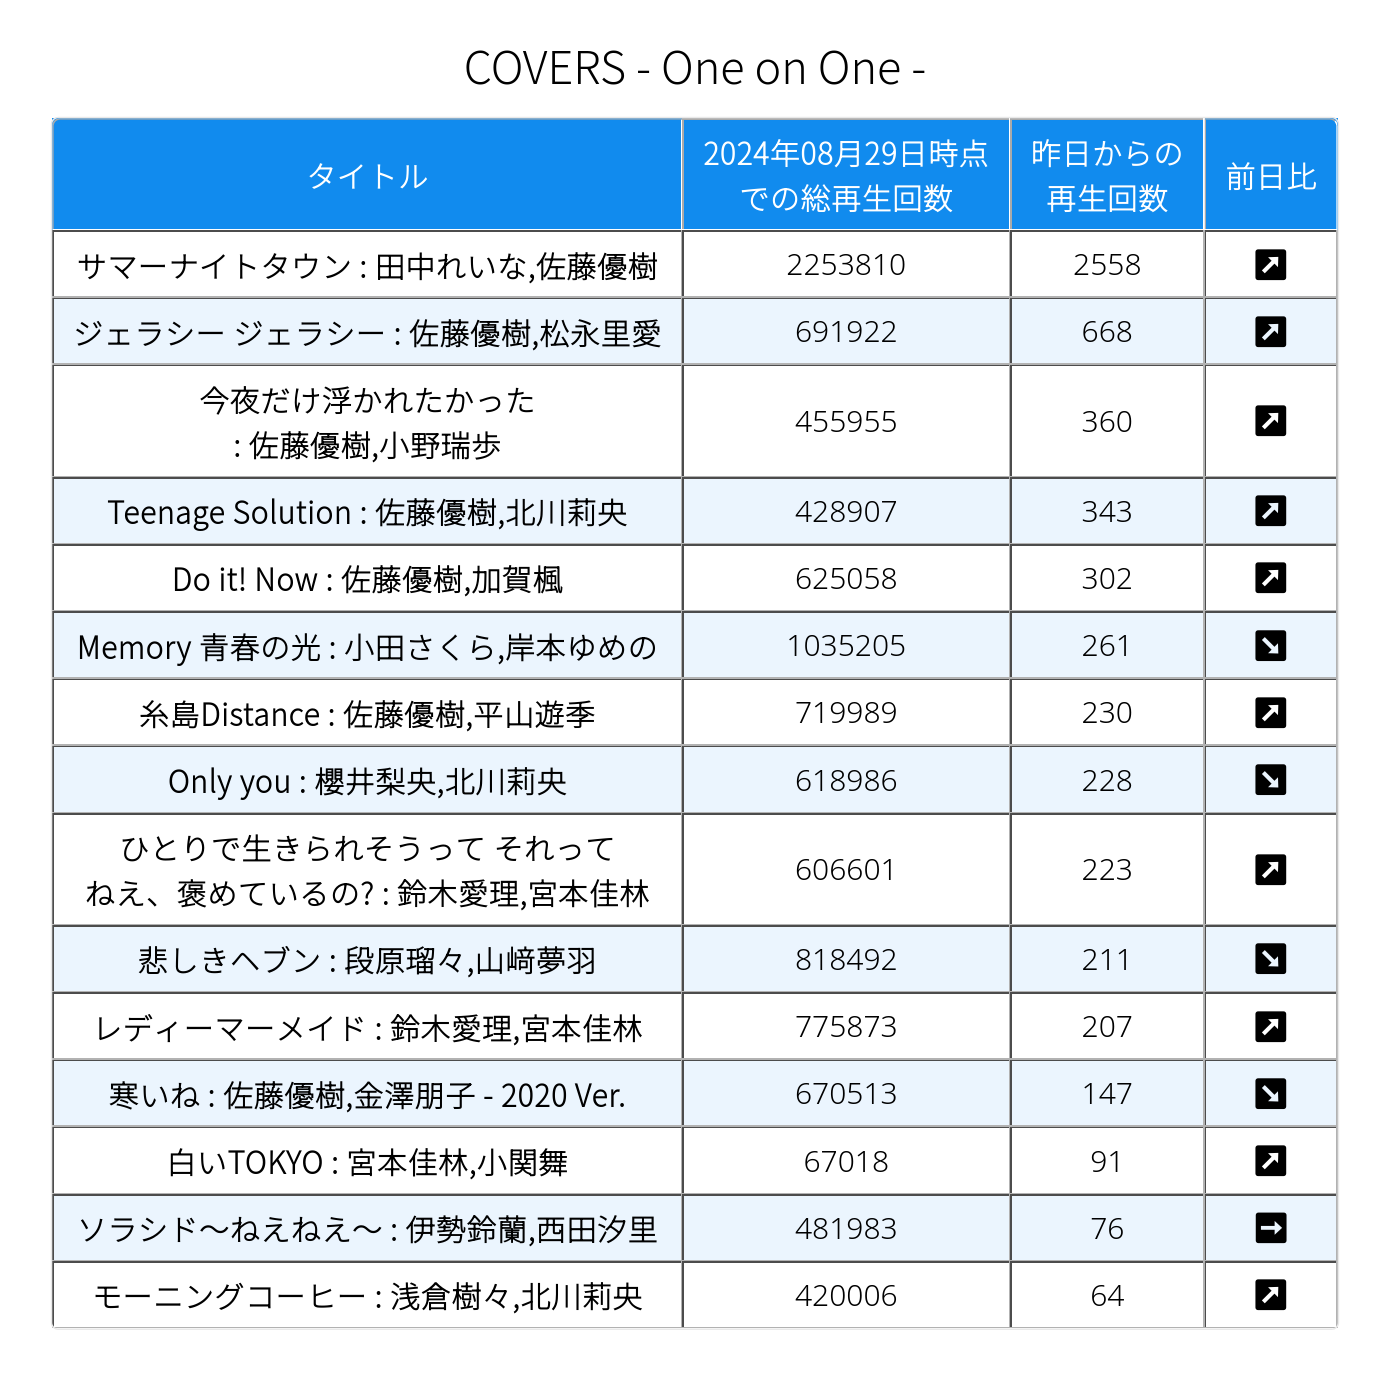 COVERS - One on One -
タイトル
2024年08月29日時点
での総再生回数
昨日からの
再生回数
前日比
サマーナイトタウン : 田中れいな,佐藤優樹
2253810
2558
ジェラシー ジェラシー : 佐藤優樹,松永里愛
691922
668
今夜だけ浮かれたかった
: 佐藤優樹,小野瑞歩
455955
360
Teenage Solution : 佐藤優樹,北川莉央
428907
343
Do it! Now : 佐藤優樹,加賀楓
625058
302
Memory 青春の光 : 小田さくら,岸本ゆめの
1035205
261
糸島Distance : 佐藤優樹,平山遊季
719989
230
Only you : 櫻井梨央,北川莉央
618986
228
ひとりで生きられそうって それって
ねえ、褒めているの? : 鈴木愛理,宮本佳林
606601
223
悲しきヘブン : 段原瑠々,山﨑夢羽
818492
211
レディーマーメイド : 鈴木愛理,宮本佳林
775873
207
寒いね : 佐藤優樹,金澤朋子 - 2020 Ver.
670513
147
白いTOKYO : 宮本佳林,小関舞
67018
91
ソラシド～ねえねえ～ : 伊勢鈴蘭,西田汐里
481983
76
モーニングコーヒー : 浅倉樹々,北川莉央
420006
64